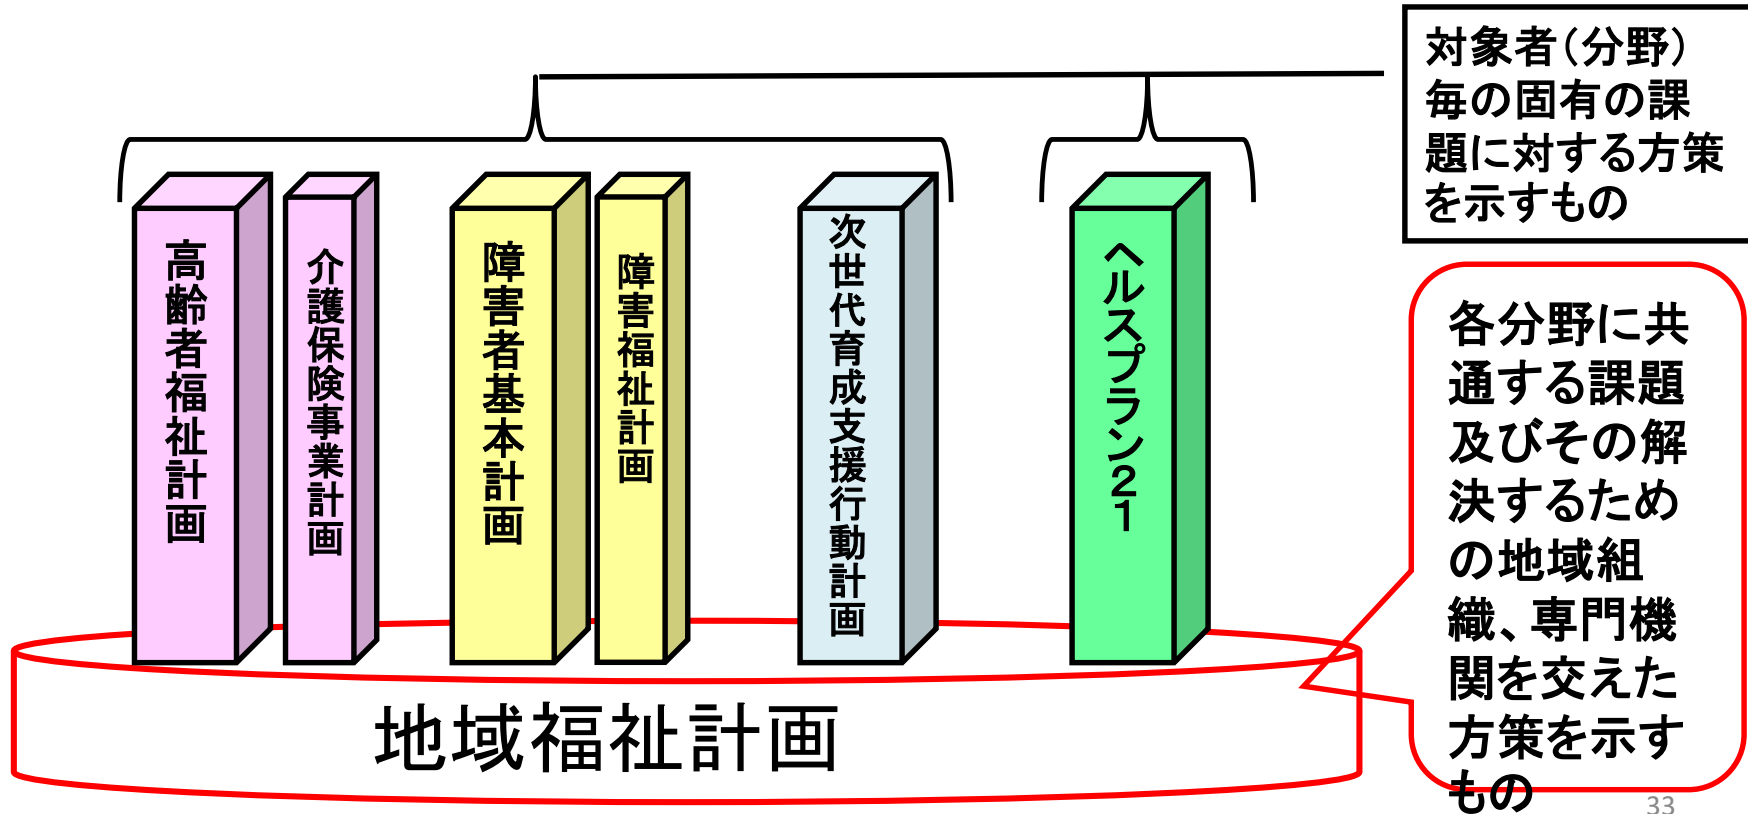 対象者（分野）
毎の固有の課
題に対する方策
を示すもの
高齢者福祉計画
介護保険事業計画
障害者基本計画
障害福祉計画
次世代育成支援行動計画
ヘルスプラン２１
各分野に共
通する課題
及びその解
決するため
の地域組
織、専門機
関を交えた
方策を示す
もの
地域福祉計画
33